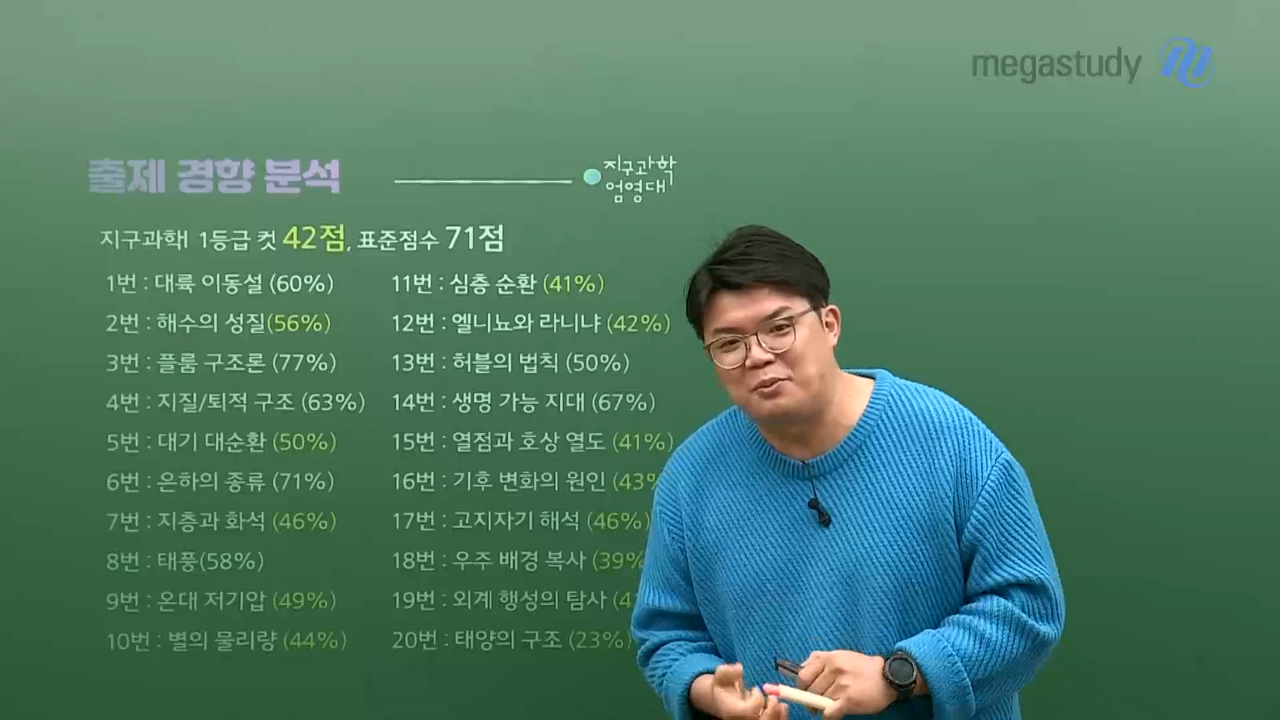 megastudy
출제 경향 분석
지구과학
엄영대
지구과학I 1등급 컷 42점, 표준점수 71점
1번 : 대륙 이동설 (60%)
2번 : 해수의 성질(56%)
3번 : 플룸 구조론 (77%)
4번 : 지질/퇴적 구조 (63%)
5번 : 대기 대순환 (50%)
6번 : 은하의 종류 (71%)
7번 : 지층과 화석 (46%)
8번 : 태풍(58%)
9번 : 온대 저기압 (49%)
10번 : 별의 물리량 (44%)
11번 : 심층 순환 (41%)
12번 : 엘니뇨와 라니냐 (42%)
13번 : 허블의 법칙 (50%)
14번 : 생명 가능 지대 (67%)
15번 : 열점과 호상 열도 (41%)
16번 : 기후 변화의 원인 (43%
17번 : 고지자기 해석 (46%)
18번 : 우주 배경 복사 (39%
19번 : 외계 행성의 탐사
20번 : 태양의 구조 (23%)